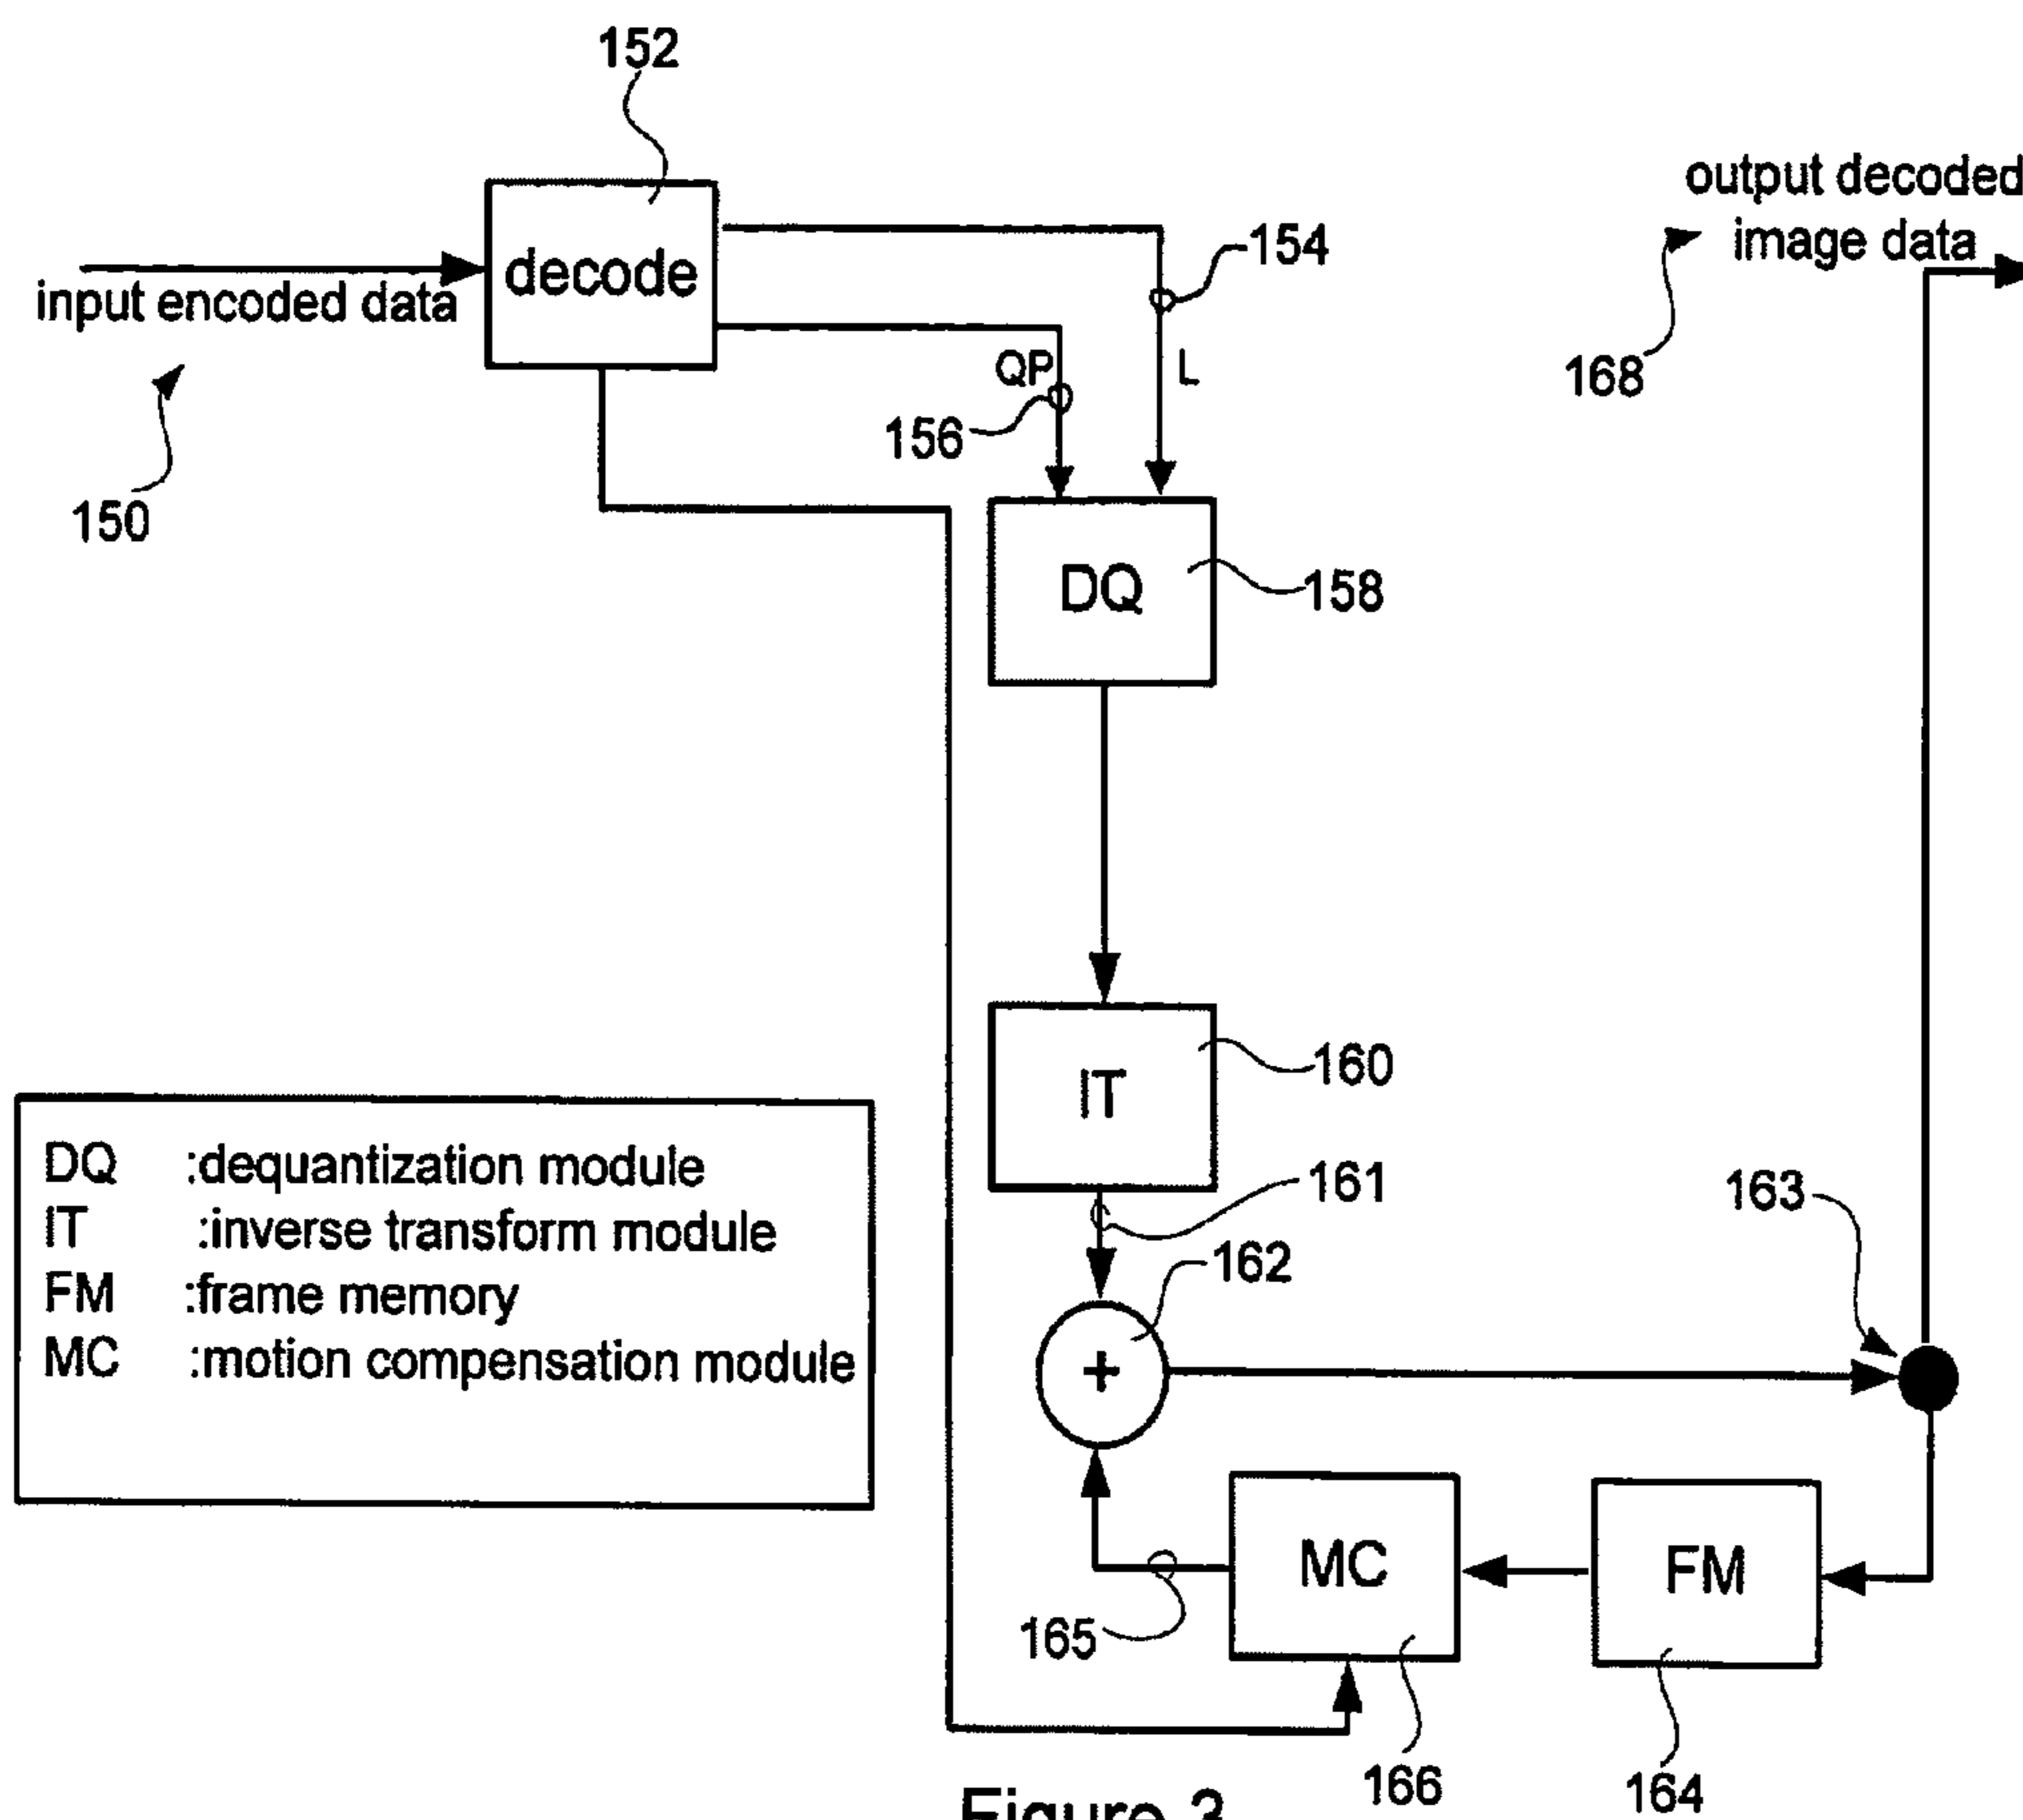 152
output decoded
image data
154
decode
input encoded data
QP
L
168
156
150
DQ
158
160
IT
DQ :dequantization module
IT :inverse transform module
FM :frame memory
MC :motion compensation module
161
163
162
+
MC
FM
165
166
164
Figure 3